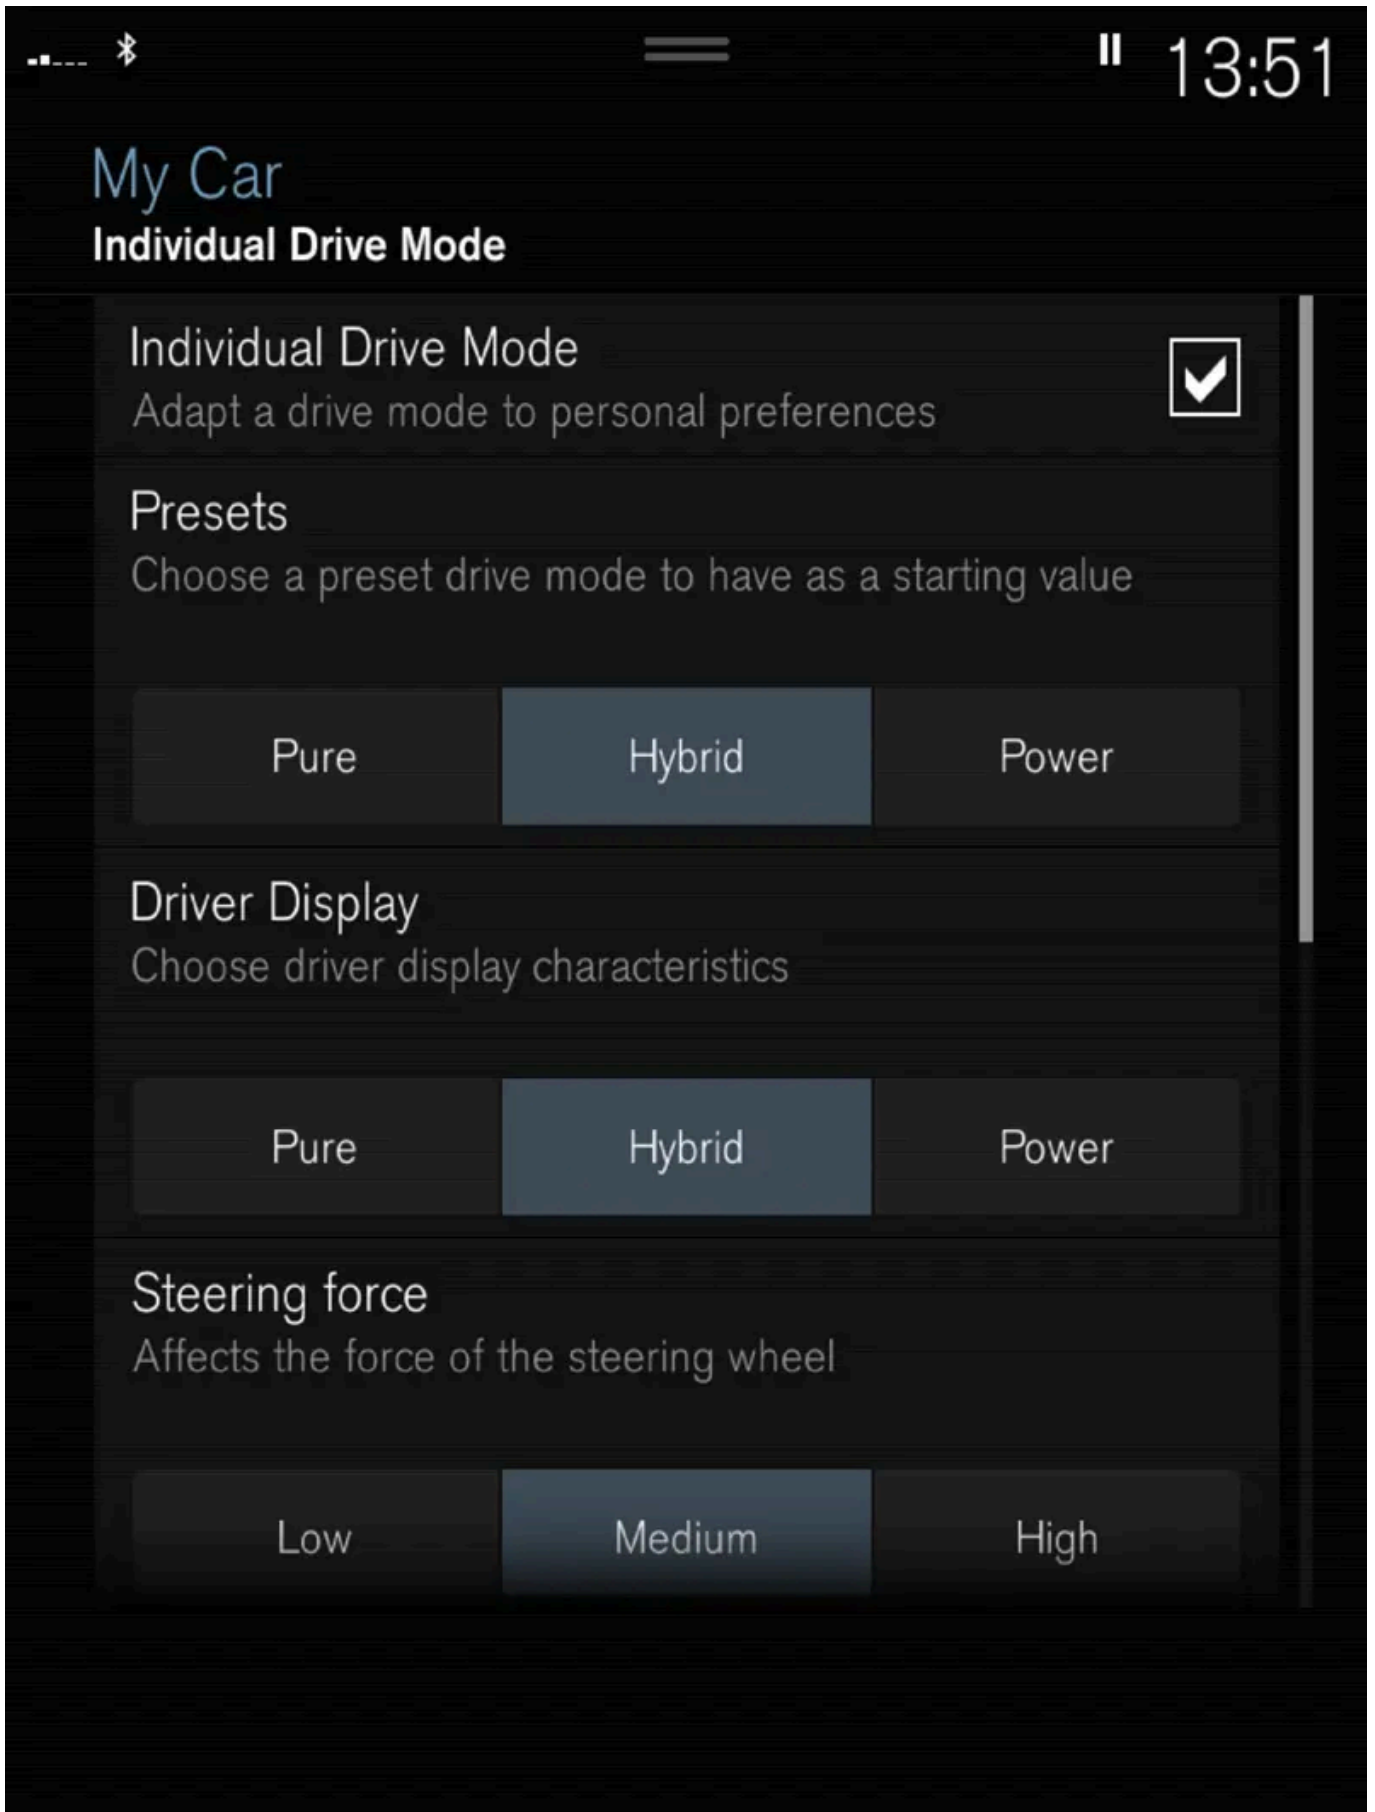 13:51
My Car
Individual Drive Mode
Individual Drive Mode
Adapt a drive mode to personal preferences
Presets
Choose a preset drive mode to have as a starting value
Pure Hybrid Power
Driver Display
Choose driver display characteristics
Pure Hybrid Power
Steering force
Affects the force of the steering wheel
Low Medium High